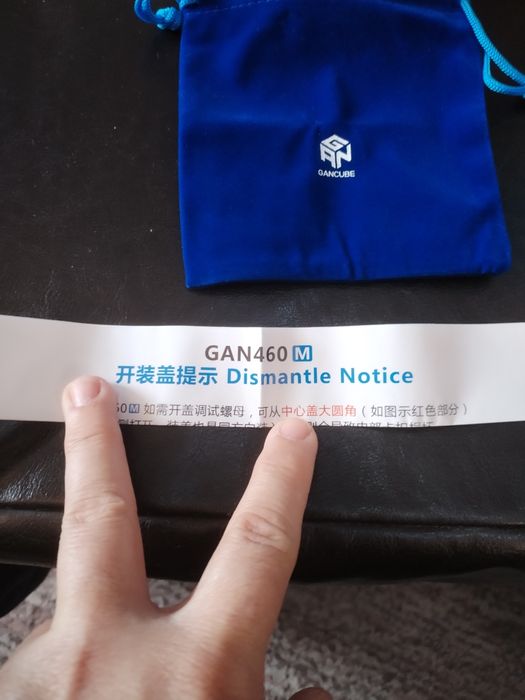 GAN
GANCUBE
GAN460 M
开装盖提示 Dismantle Notice
60 M 如需开盖调试螺母，可从中心盖大圆角（如图示红色部分）